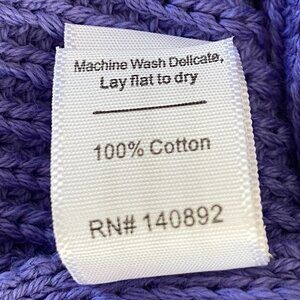 Machine Wash Delicate,
Lay flat to dry
100% Cotton
RN# 140892